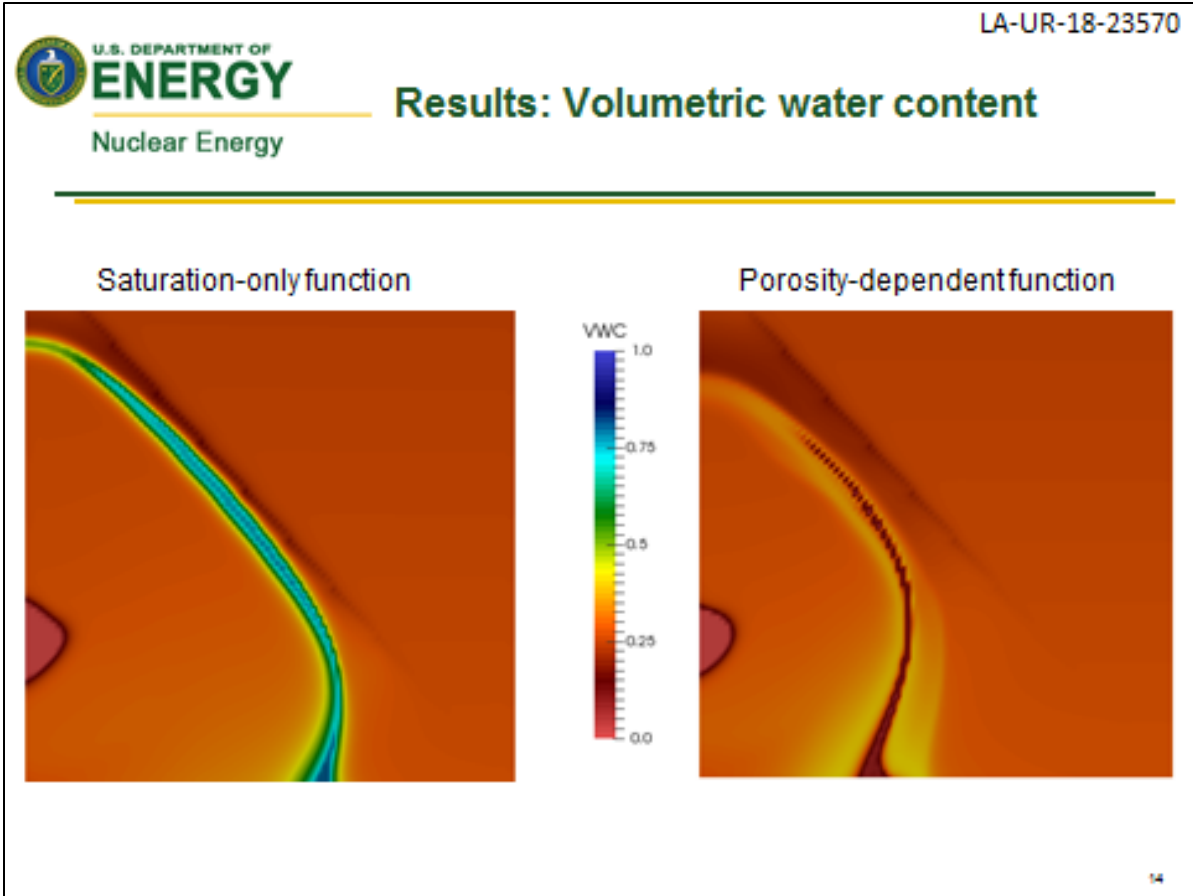 LA-UR-18-23570
U.S. DEPARTMENT OF
ENERGY
Nuclear Energy
Results: Volumetric water content
Saturation-only function
Porosity-dependent function
VWC
1.0
0.75
0.5
0.25
0.0
14